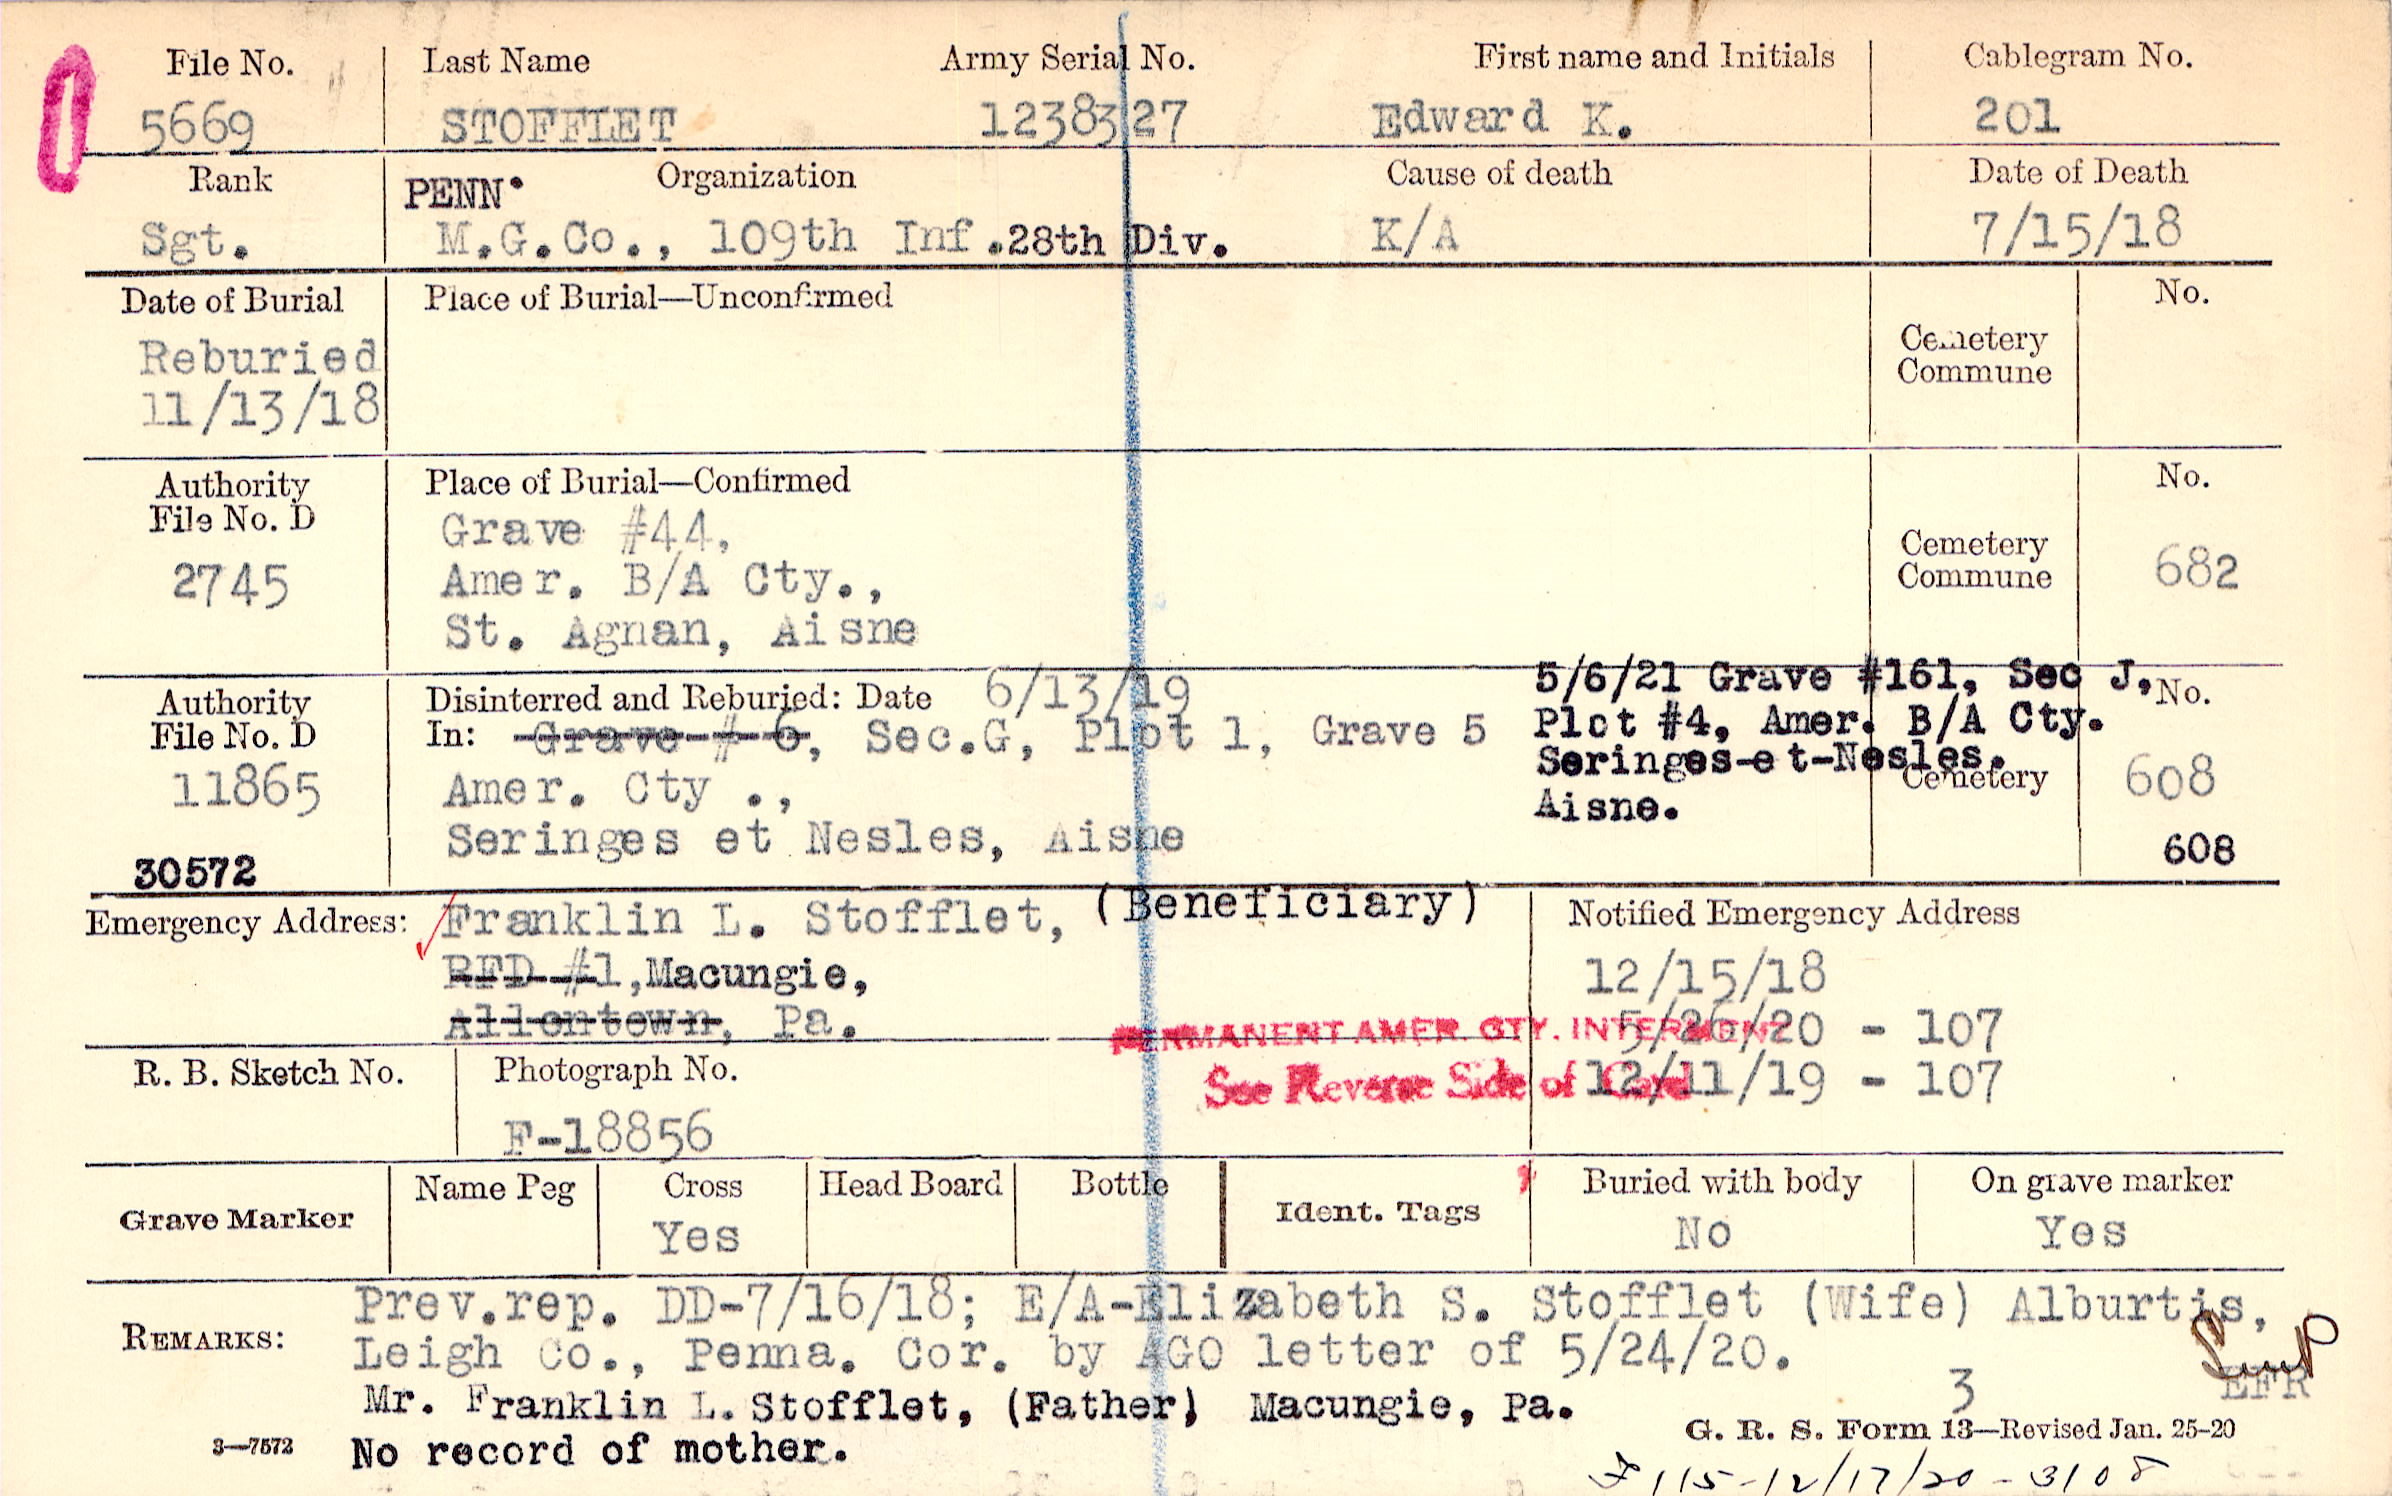 File No. Last Name Army Serial No. First name and Initials Cablegram No.
5669 STOFFLET 1238327 Edward K. 201
Rank PENN. Organization Cause of death Date of Death
Sgt. M.G.Co., 109th Inf.28th Div. K/A 7/15/18
Date of Burial Place of Burial—Unconfirmed No.
Reburied
11/13/18
Cemetery
Commune
Authority Place of Burial—Confirmed No.
File No. D
2745
Grave #44,
Amer. B/A Cty.,
St. Agnan, Aisne
Cemetery
Commune
682
Authority Disinterred and Reburied: Date 6/13/19
File No. D In: Grave # 6, Sec.G, Plot 1, Grave 5
11865 Amer. Cty .,
Seringes et Nesles, Aisne
30572
5/6/21 Grave #161, Sec J,
Plot #4, Amer. B/A Cty.
Seringes-et-Nesles.
Aisne.
No.
Cemetery 608
608
Emergency Address: Franklin L. Stofflet, (Beneficiary)
RFD #1, Macungie,
Allentown, Pa.
Notified Emergency Address
12/15/18
5/26/20 - 107
12/11/19 - 107
PERMANENT AMER. CTY. INTERMENT
See Reverse Side of Card
R. B. Sketch No. Photograph No.
F-18856
Grave Marker Name Peg Cross Head Board Bottle Ident. Tags Buried with body On grave marker
Yes No Yes
REMARKS: Prev.rep. DD-7/16/18; E/A-Elizabeth S. Stofflet (Wife) Alburtis,
Leigh Co., Penna. Cor. by AGO letter of 5/24/20.
Mr. Franklin L. Stofflet, (Father) Macungie, Pa.
No record of mother.
3
EFR
3—7572
G. R. S. Form 13—Revised Jan. 25-20
115-12/17/20-3108